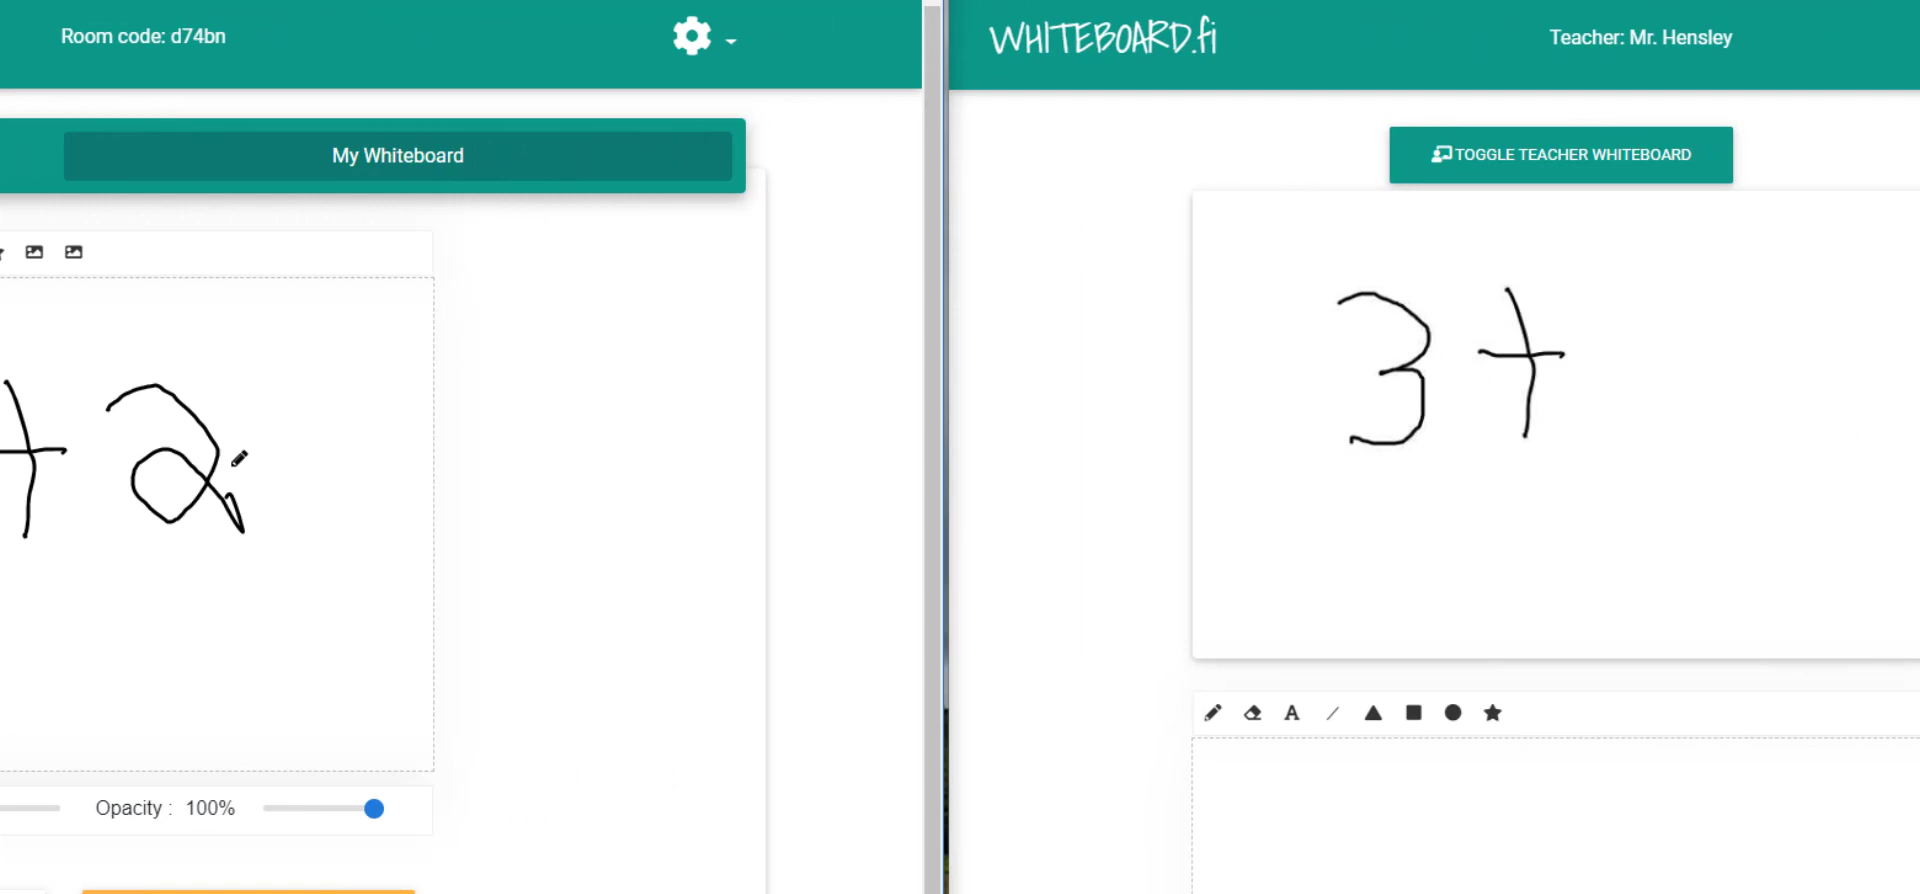 Room code: d74bn
My Whiteboard
+ 2
Opacity : 100%
WHITEBOARD.fi
Teacher: Mr. Hensley
TOGGLE TEACHER WHITEBOARD
3 +
A